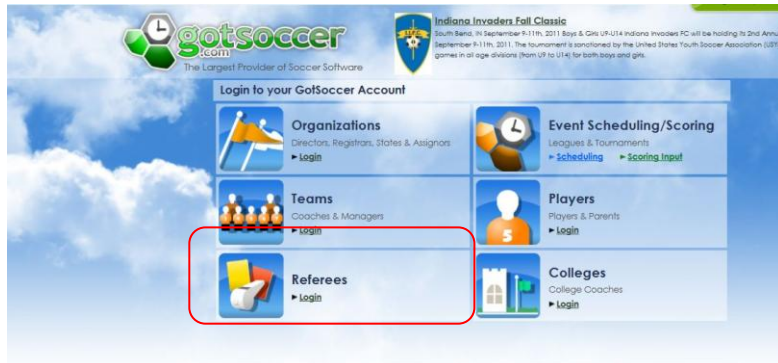 gotsoccer
.com
The Largest Provider of Soccer Software
Indiana Invaders Fall Classic
South Bend, IN September 9-11th, 2011 Boys & Girls U9-U14 Indiana Invaders FC will be holding its 2nd Annu
September 9-11th, 2011. The tournament is sanctioned by the United States Youth Soccer Association (USY
games in all age divisions (from U9 to U14) for both boys and girls.
Login to your GotSoccer Account
Organizations
Directors, Registrars, States & Assignors
Login
Event Scheduling/Scoring
Leagues & Tournaments
Scheduling Scoring Input
Teams
Coaches & Managers
Login
Players
Players & Parents
Login
5
Referees
Login
Colleges
College Coaches
Login